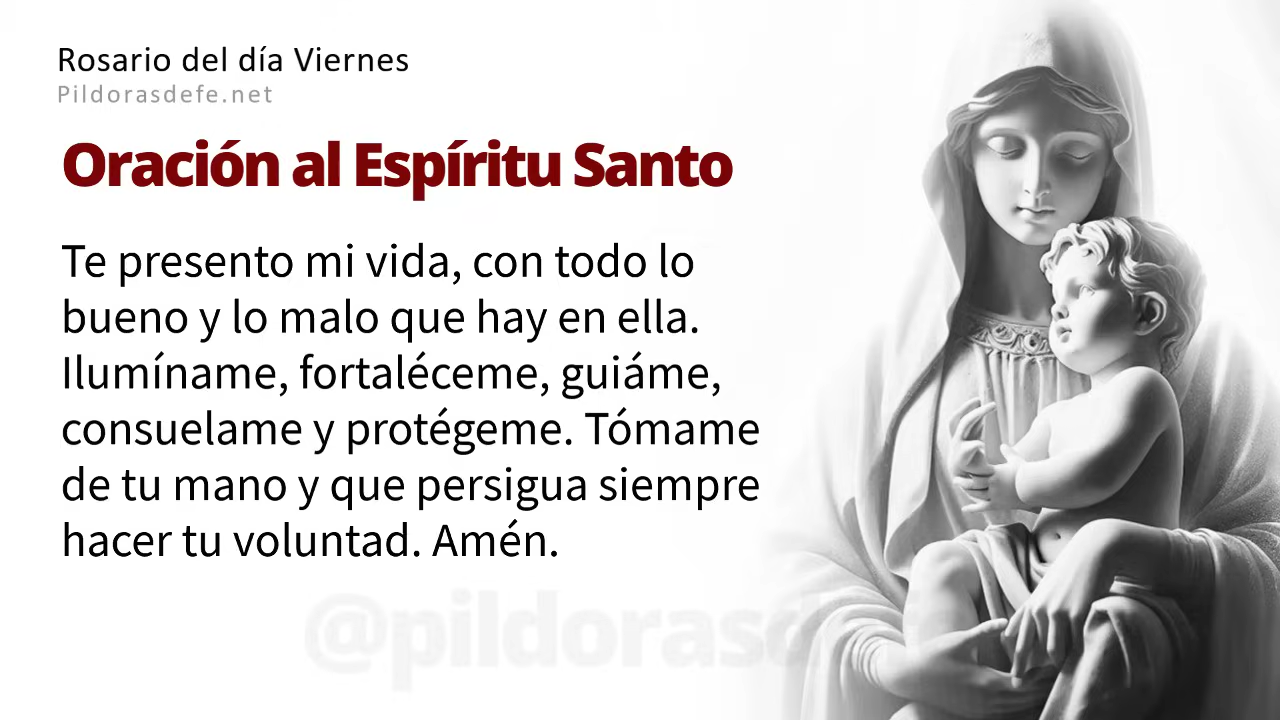 Rosario del día Viernes
Pildorasdefe.net
Oración al Espíritu Santo
Te presento mi vida, con todo lo
bueno y lo malo que hay en ella.
Ilumíname, fortaléceme, guiáme,
consuelame y protégeme. Tómame
de tu mano y que persigua siempre
hacer tu voluntad. Amén.
@pildorasdefe